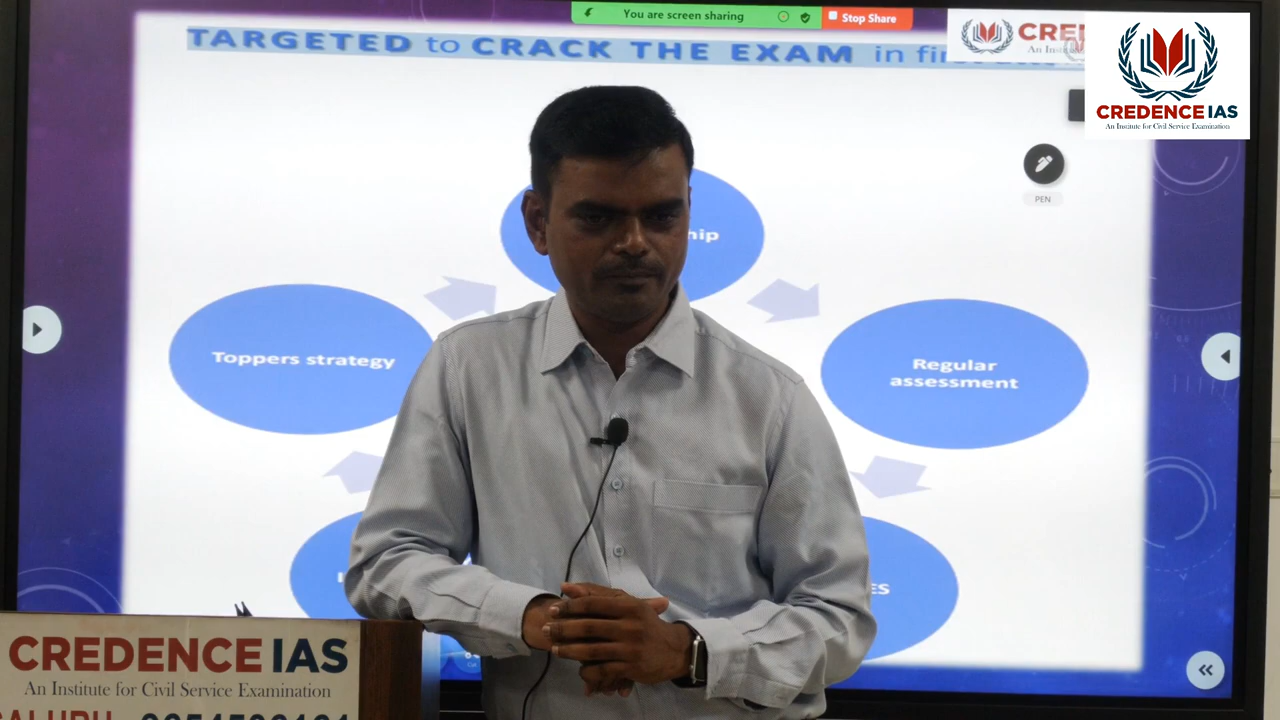 You are screen sharing
Stop Share
TARGETED to CRACK THE EXAM in
CREDENCE IAS
An Institute for Civil Service Examination
PEN
Toppers strategy
Regular
assessment
CREDENCE IAS
An Institute for Civil Service Examination